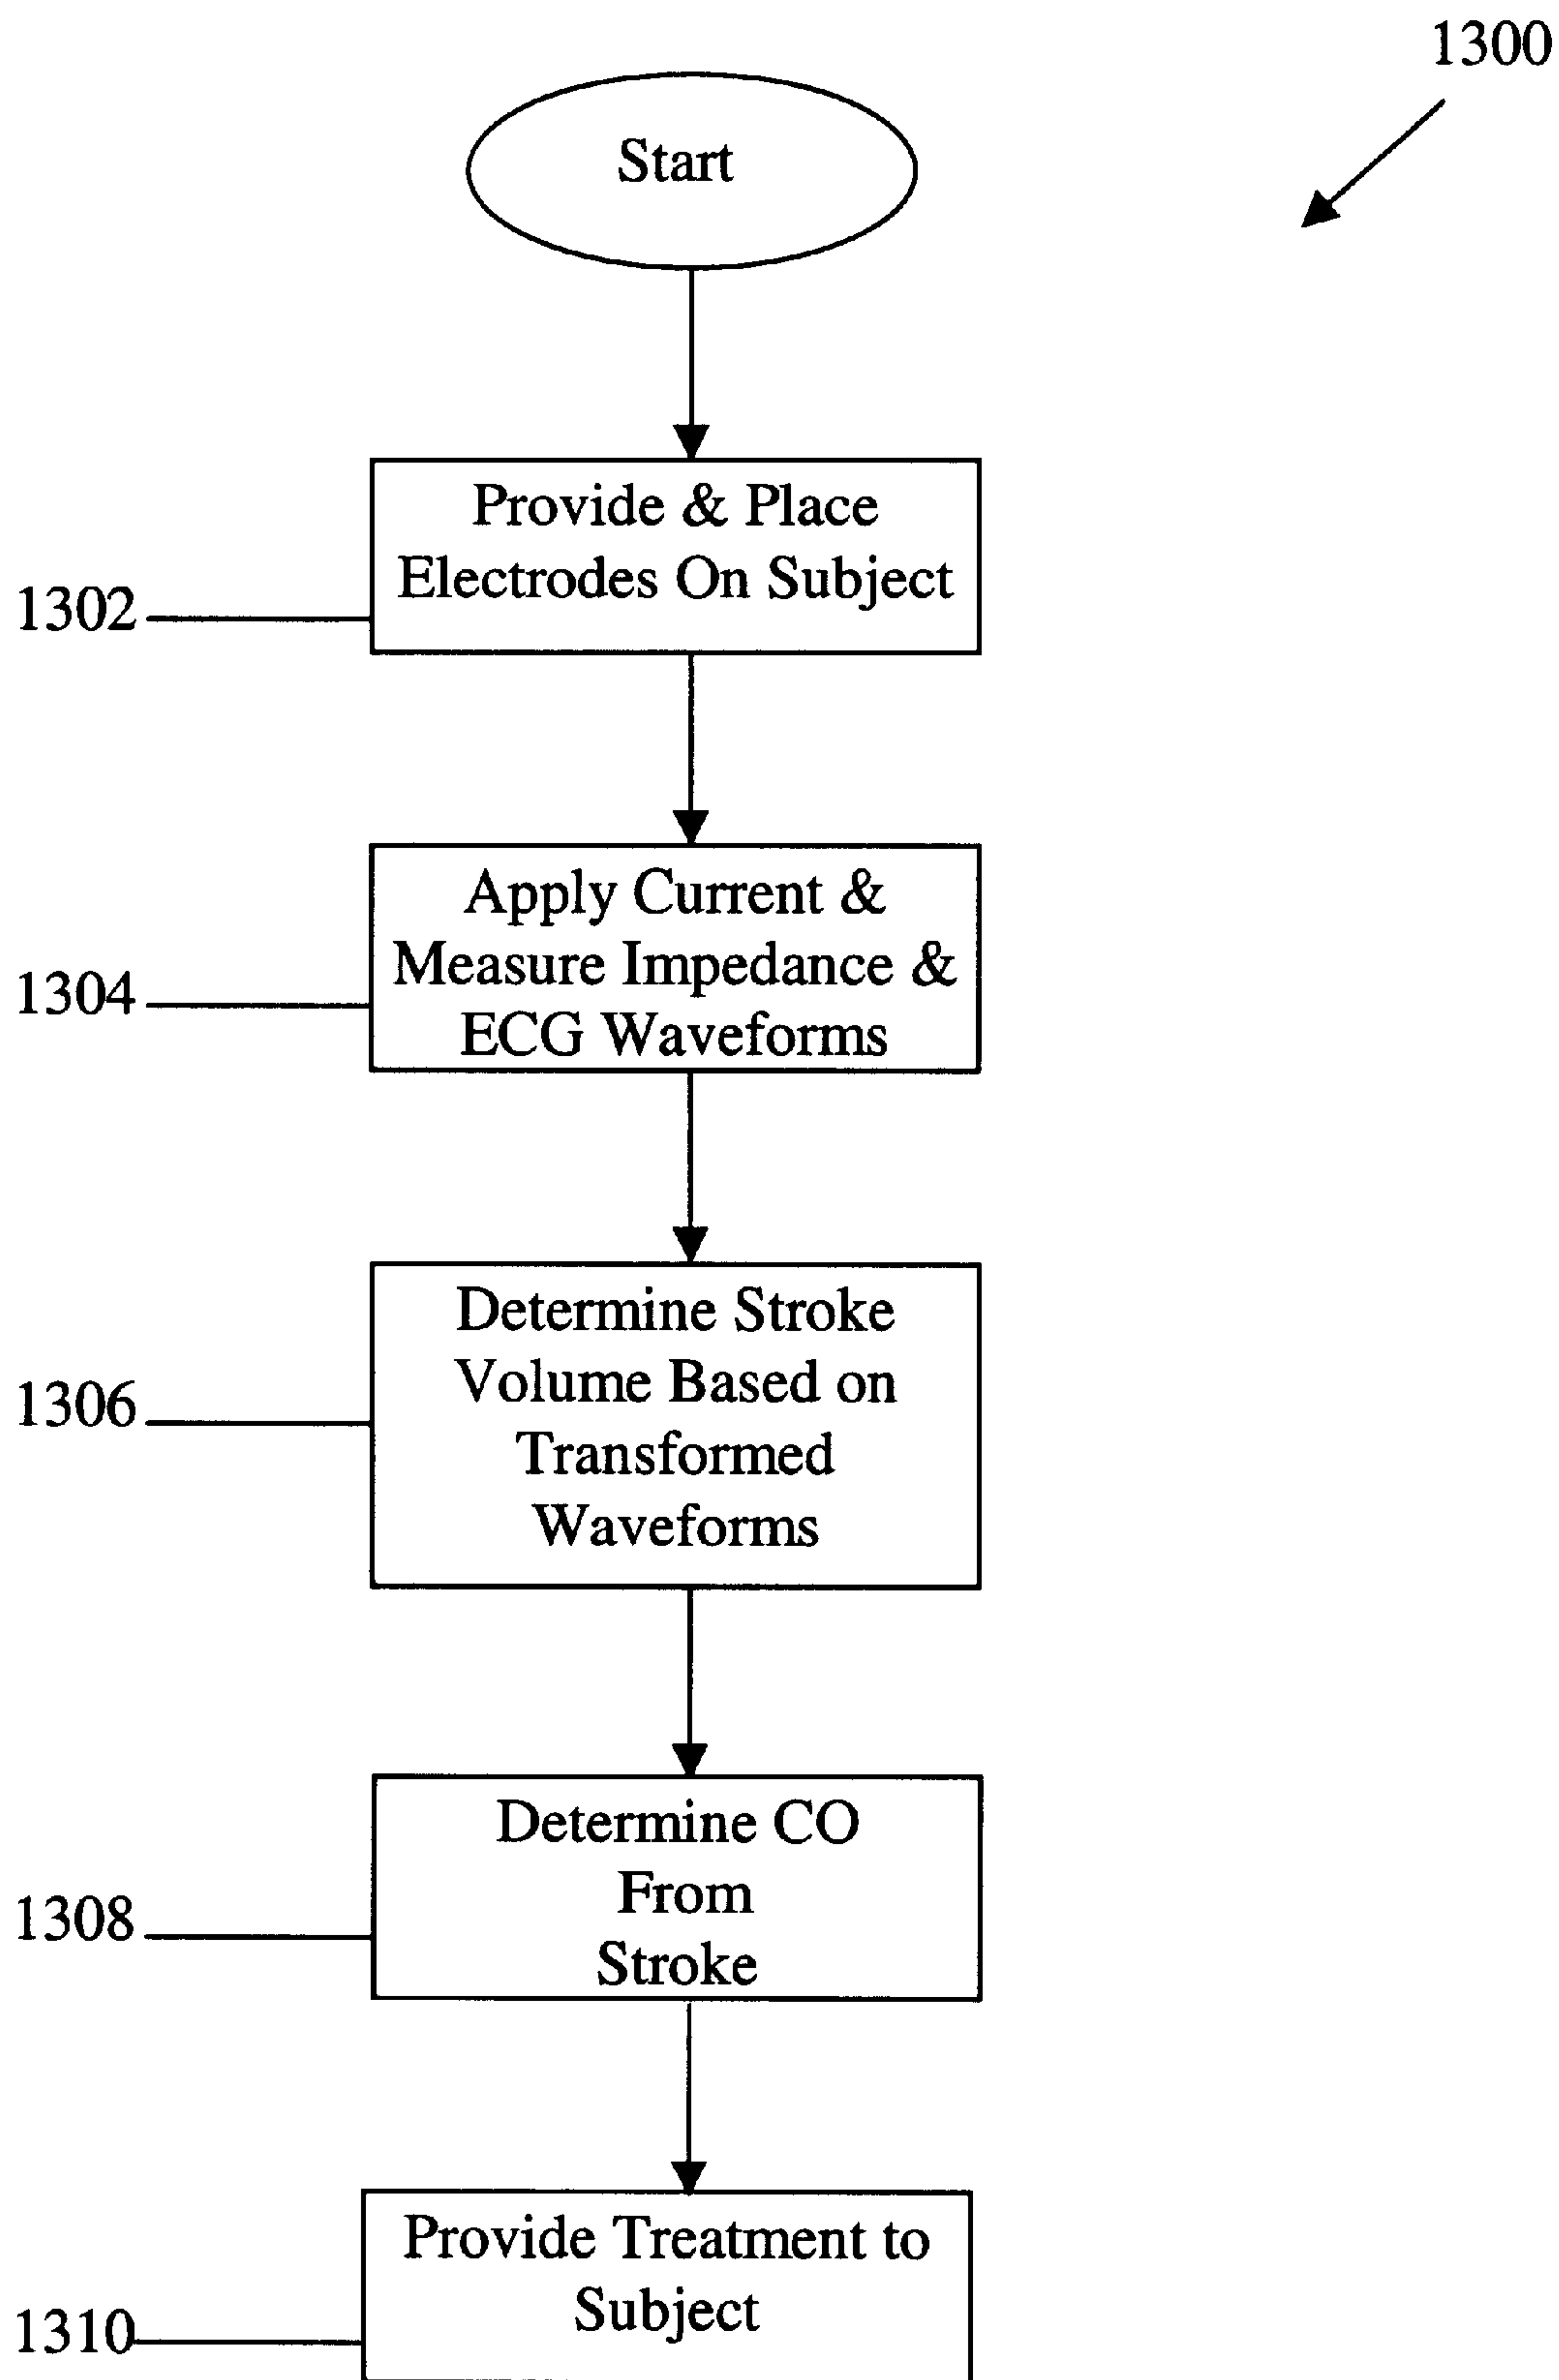 1300
Start
Provide & Place
Electrodes On Subject
1302
Apply Current &
Measure Impedance &
ECG Waveforms
1304
Determine Stroke
Volume Based on
Transformed
Waveforms
1306
Determine CO
From
Stroke
1308
Provide Treatment to
Subject
1310